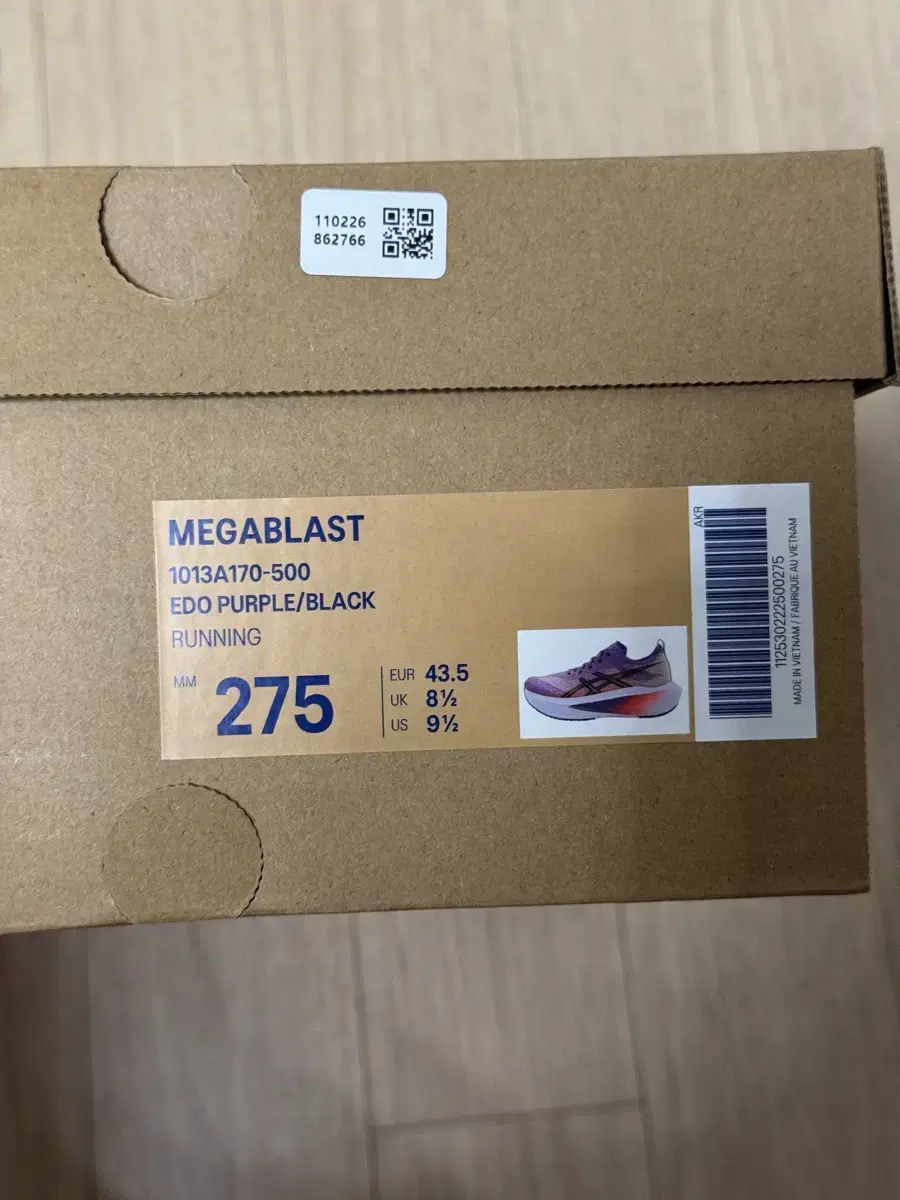 110226
862766
MEGABLAST
1013A170-500
EDO PURPLE/BLACK
RUNNING
MM 275
EUR 43.5
UK 8½
US 9½
AKR
112530222500275
MADE IN VIETNAM / FABRIQUE AU VIETNAM